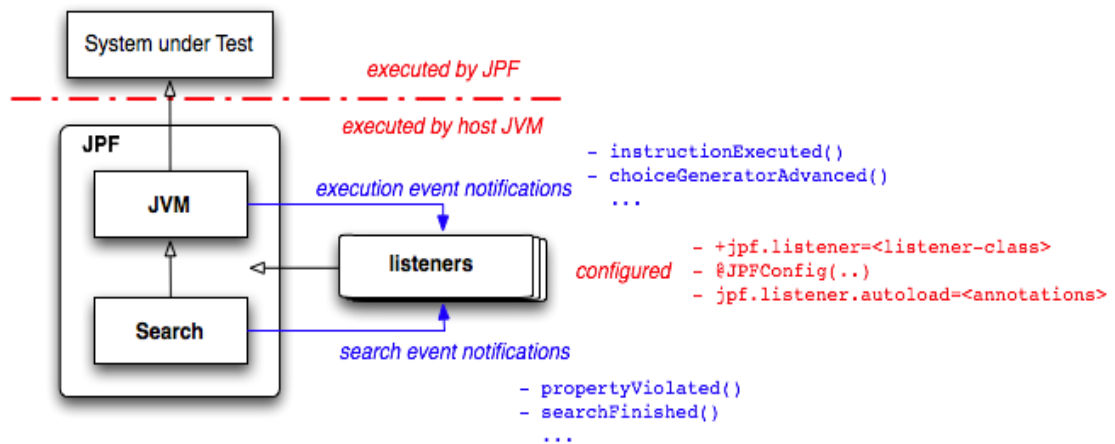 System under Test
executed by JPF
executed by host JVM
JPF
- instructionExecuted()
- choiceGeneratorAdvanced()
...
execution event notifications
JVM
listeners
configured
- +jpf.listener=<listener-class>
- @JPFConfig(..)
- jpf.listener.autoload=<annotations>
Search
search event notifications
- propertyViolated()
- searchFinished()
...